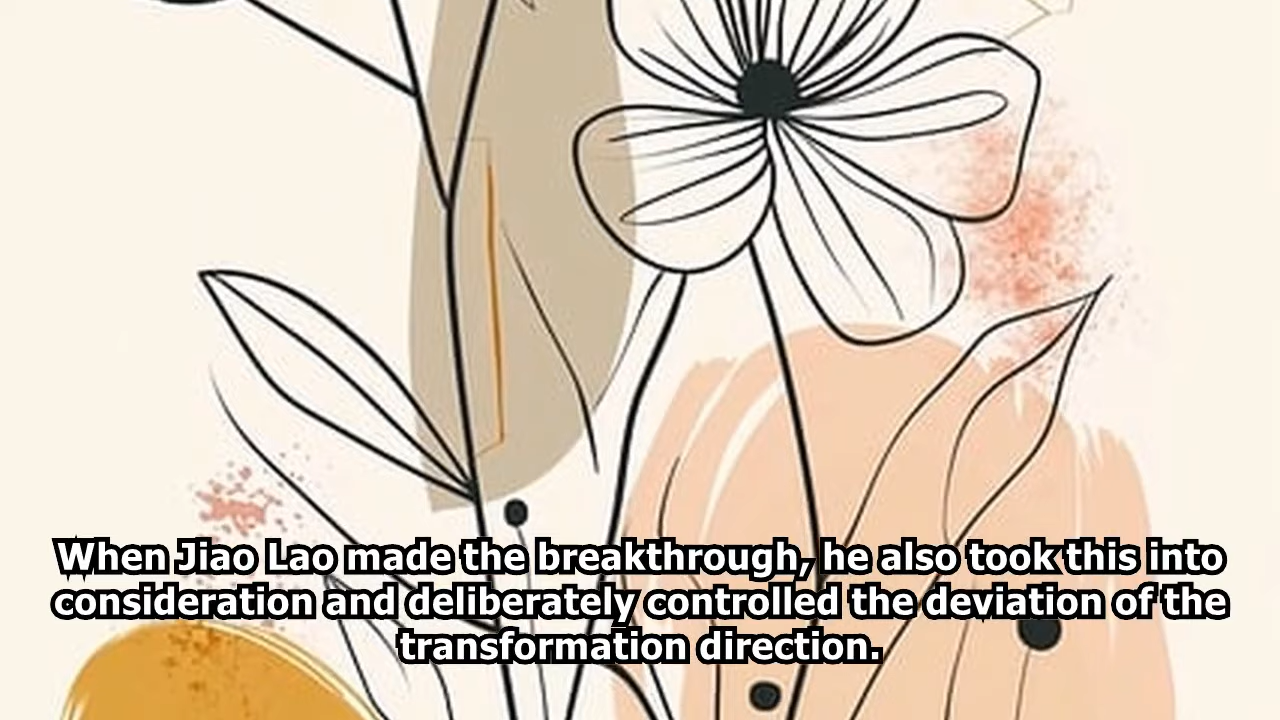 When Jiao Lao made the breakthrough, he also took this into
consideration and deliberately controlled the deviation of the
transformation direction.